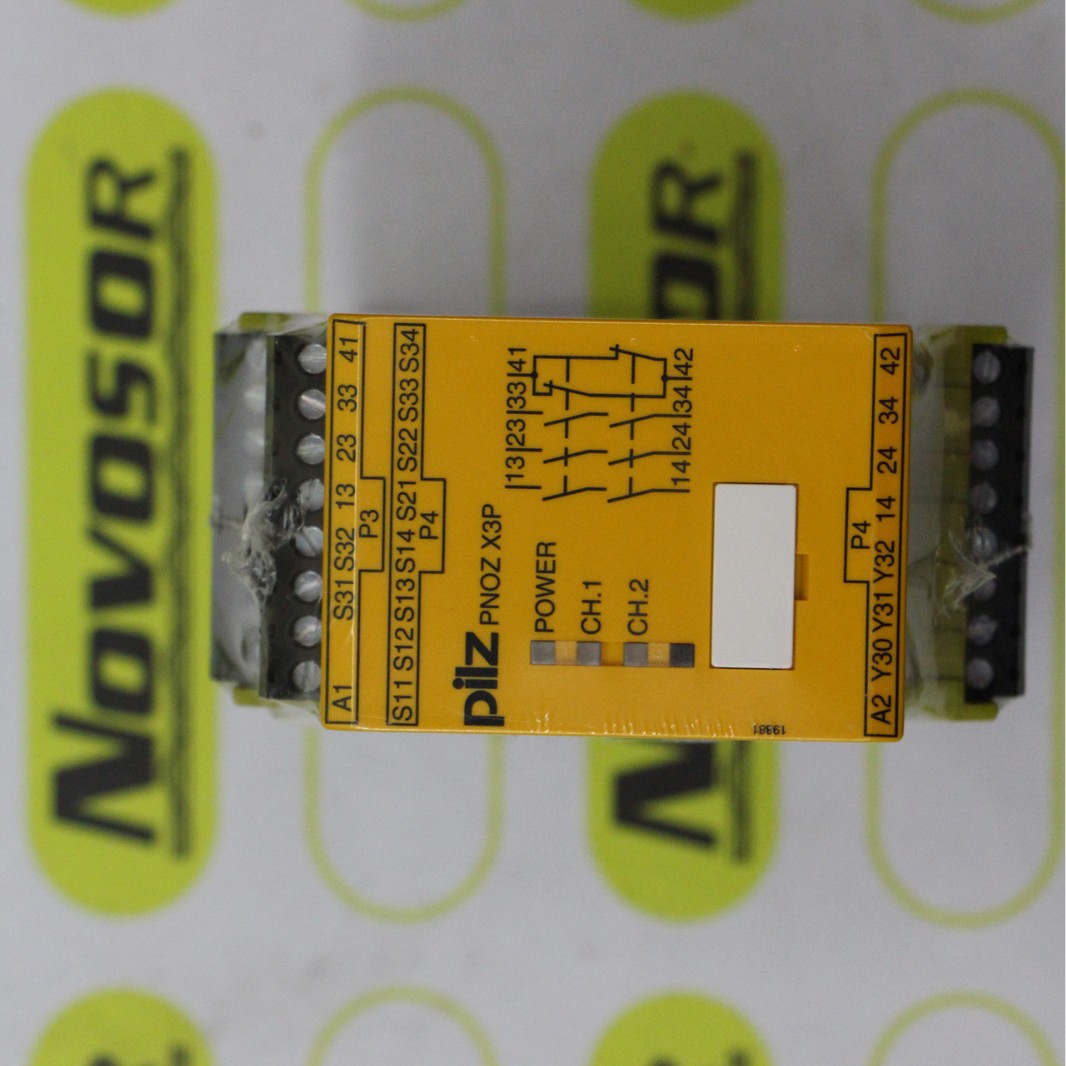 NOVOSOR
NOVOSOR
A1 S31 S32 13 23 33 41
P3
S11 S12 S13 S14 S21 S22 S33 S34
P4
pilz PNOZ X3P
13 23 33 41
POWER
CH.1
CH.2
14 24 34 42
P4
A2 Y30 Y31 Y32 14 24 34 42